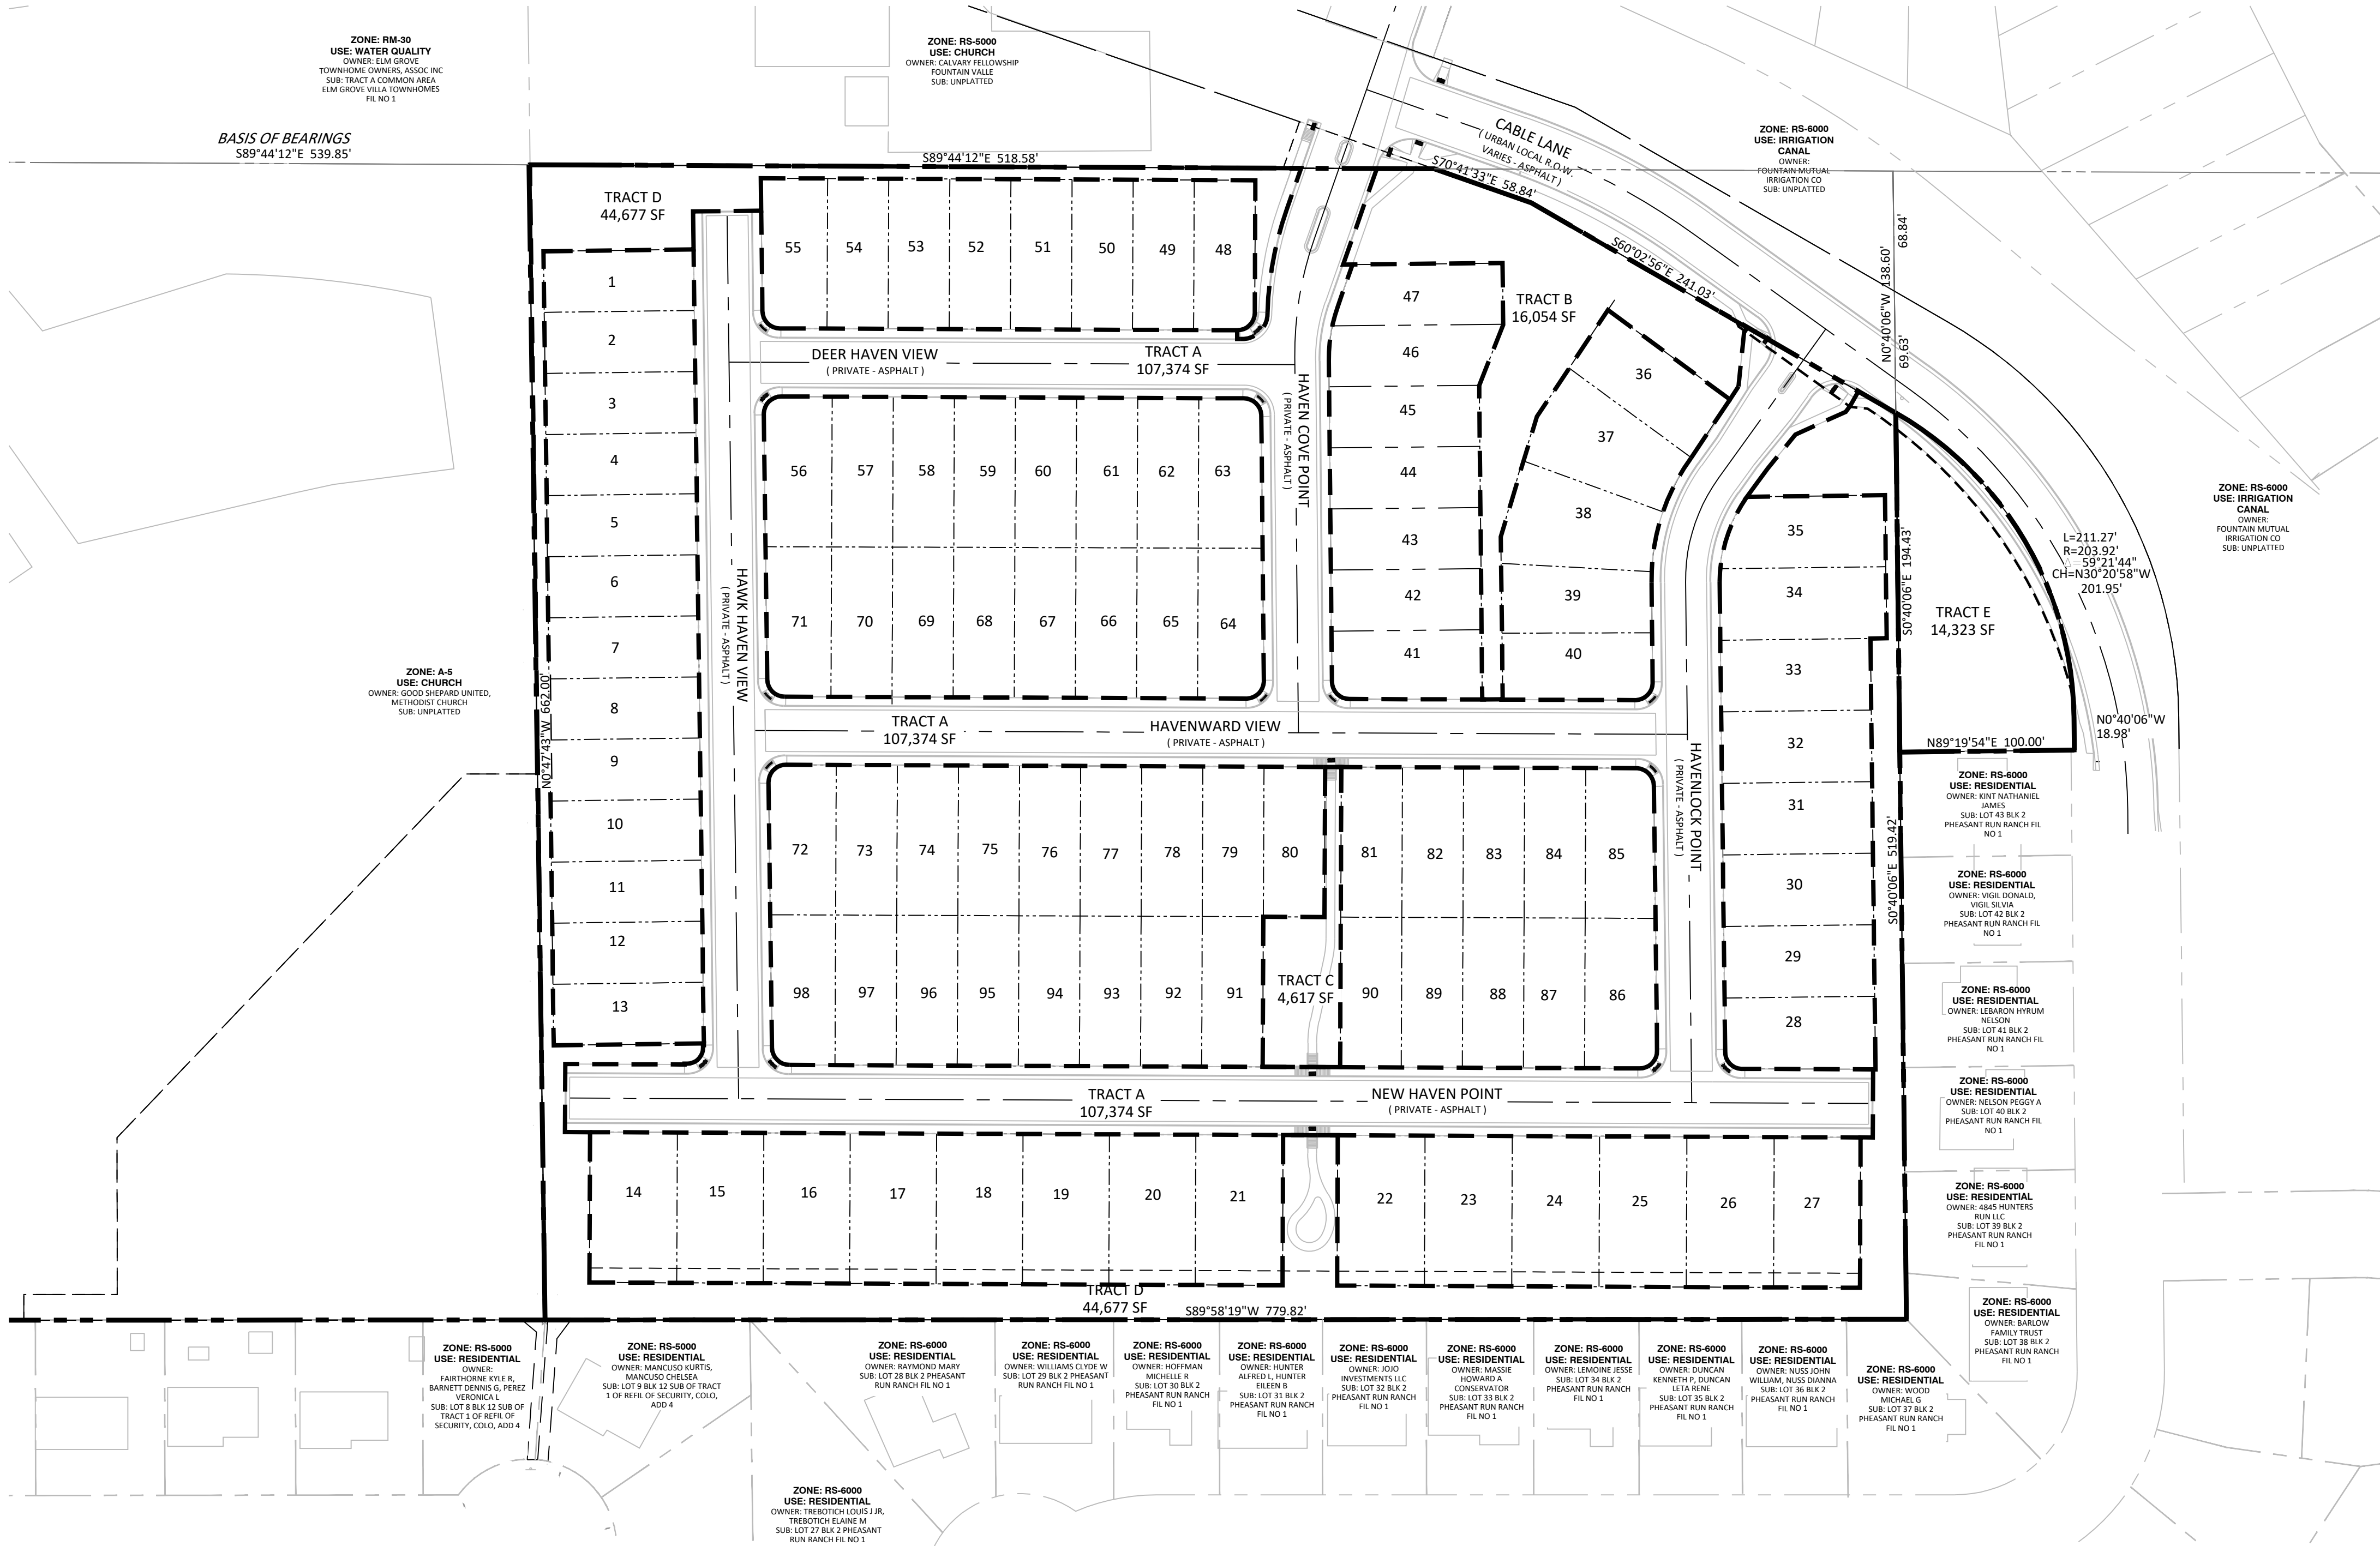 ZONE: RM-30
USE: WATER QUALITY
OWNER: ELM GROVE
TOWNHOME OWNERS, ASSOC INC
SUB: TRACT A COMMON AREA
ELM GROVE VILLA TOWNHOMES
FIL NO 1
ZONE: RS-5000
USE: CHURCH
OWNER: CALVARY FELLOWSHIP
FOUNTAIN VALLE
SUB: UNPLATTED
BASIS OF BEARINGS
S89°44'12"E 539.85'
S89°44'12"E 518.58'
CABLE LANE
( URBAN LOCAL R.O.W.
VARIES - ASPHALT )
S70°41'33"E 58.84'
S60°02'56"E 241.03'
ZONE: RS-6000
USE: IRRIGATION
CANAL
OWNER:
FOUNTAIN MUTUAL
IRRIGATION CO
SUB: UNPLATTED
N0°40'06"W 138.60'
68.84'
69.63'
TRACT D
44,677 SF
55
54
53
52
51
50
49
48
1
2
3
4
5
6
7
8
9
10
11
12
13
DEER HAVEN VIEW
( PRIVATE - ASPHALT )
TRACT A
107,374 SF
HAVEN COVE POINT
( PRIVATE - ASPHALT )
47
46
45
44
43
42
41
TRACT B
16,054 SF
36
37
38
39
40
56
57
58
59
60
61
62
63
71
70
69
68
67
66
65
64
HAWK HAVEN VIEW
( PRIVATE - ASPHALT )
35
34
33
32
31
30
29
28
S0°40'06"E 194.43'
TRACT E
14,323 SF
L=211.27'
R=203.92'
Δ=59°21'44"
CH=N30°20'58"W
201.95'
ZONE: RS-6000
USE: IRRIGATION
CANAL
OWNER:
FOUNTAIN MUTUAL
IRRIGATION CO
SUB: UNPLATTED
ZONE: A-5
USE: CHURCH
OWNER: GOOD SHEPARD UNITED,
METHODIST CHURCH
SUB: UNPLATTED
N0°47'43"W 662.00'
TRACT A
107,374 SF
HAVENWARD VIEW
( PRIVATE - ASPHALT )
HAVENLOCK POINT
( PRIVATE - ASPHALT )
N0°40'06"W
18.98'
N89°19'54"E 100.00'
S0°40'06"E 519.42'
72
73
74
75
76
77
78
79
80
81
82
83
84
85
98
97
96
95
94
93
92
91
TRACT C
4,617 SF
90
89
88
87
86
TRACT A
107,374 SF
NEW HAVEN POINT
( PRIVATE - ASPHALT )
14
15
16
17
18
19
20
21
22
23
24
25
26
27
TRACT D
44,677 SF
S89°58'19"W 779.82'
ZONE: RS-6000
USE: RESIDENTIAL
OWNER: KINT NATHANIEL
JAMES
SUB: LOT 43 BLK 2
PHEASANT RUN RANCH FIL
NO 1
ZONE: RS-6000
USE: RESIDENTIAL
OWNER: VIGIL DONALD,
VIGIL SILVIA
SUB: LOT 42 BLK 2
PHEASANT RUN RANCH FIL
NO 1
ZONE: RS-6000
USE: RESIDENTIAL
OWNER: LEBARON HYRUM
NELSON
SUB: LOT 41 BLK 2
PHEASANT RUN RANCH FIL
NO 1
ZONE: RS-6000
USE: RESIDENTIAL
OWNER: NELSON PEGGY A
SUB: LOT 40 BLK 2
PHEASANT RUN RANCH FIL
NO 1
ZONE: RS-6000
USE: RESIDENTIAL
OWNER: 4845 HUNTERS
RUN LLC
SUB: LOT 39 BLK 2
PHEASANT RUN RANCH
FIL NO 1
ZONE: RS-6000
USE: RESIDENTIAL
OWNER: BARLOW
FAMILY TRUST
SUB: LOT 38 BLK 2
PHEASANT RUN RANCH
FIL NO 1
ZONE: RS-5000
USE: RESIDENTIAL
OWNER:
FAIRTHORNE KYLE R,
BARNETT DENNIS G, PEREZ
VERONICA L
SUB: LOT 8 BLK 12 SUB OF
TRACT 1 OF REFIL OF
SECURITY, COLO, ADD 4
ZONE: RS-5000
USE: RESIDENTIAL
OWNER: MANCUSO KURTIS,
MANCUSO CHELSEA
SUB: LOT 9 BLK 12 SUB OF TRACT
1 OF REFIL OF SECURITY, COLO,
ADD 4
ZONE: RS-6000
USE: RESIDENTIAL
OWNER: RAYMOND MARY
SUB: LOT 28 BLK 2 PHEASANT
RUN RANCH FIL NO 1
ZONE: RS-6000
USE: RESIDENTIAL
OWNER: WILLIAMS CLYDE W
SUB: LOT 29 BLK 2 PHEASANT
RUN RANCH FIL NO 1
ZONE: RS-6000
USE: RESIDENTIAL
OWNER: HOFFMAN
MICHELLE R
SUB: LOT 30 BLK 2
PHEASANT RUN RANCH
FIL NO 1
ZONE: RS-6000
USE: RESIDENTIAL
OWNER: HUNTER
ALFRED L, HUNTER
EILEEN B
SUB: LOT 31 BLK 2
PHEASANT RUN RANCH
FIL NO 1
ZONE: RS-6000
USE: RESIDENTIAL
OWNER: JOJO
INVESTMENTS LLC
SUB: LOT 32 BLK 2
PHEASANT RUN RANCH
FIL NO 1
ZONE: RS-6000
USE: RESIDENTIAL
OWNER: MASSIE
HOWARD A
CONSERVATOR
SUB: LOT 33 BLK 2
PHEASANT RUN RANCH
FIL NO 1
ZONE: RS-6000
USE: RESIDENTIAL
OWNER: LEMOINE JESSE
SUB: LOT 34 BLK 2
PHEASANT RUN RANCH
FIL NO 1
ZONE: RS-6000
USE: RESIDENTIAL
OWNER: DUNCAN
KENNETH P, DUNCAN
LETA RENE
SUB: LOT 35 BLK 2
PHEASANT RUN RANCH
FIL NO 1
ZONE: RS-6000
USE: RESIDENTIAL
OWNER: NUSS JOHN
WILLIAM, NUSS DIANNA
SUB: LOT 36 BLK 2
PHEASANT RUN RANCH
FIL NO 1
ZONE: RS-6000
USE: RESIDENTIAL
OWNER: WOOD
MICHAEL G
SUB: LOT 37 BLK 2
PHEASANT RUN RANCH
FIL NO 1
ZONE: RS-6000
USE: RESIDENTIAL
OWNER: TREBOTICH LOUIS J JR,
TREBOTICH ELAINE M
SUB: LOT 27 BLK 2 PHEASANT
RUN RANCH FIL NO 1